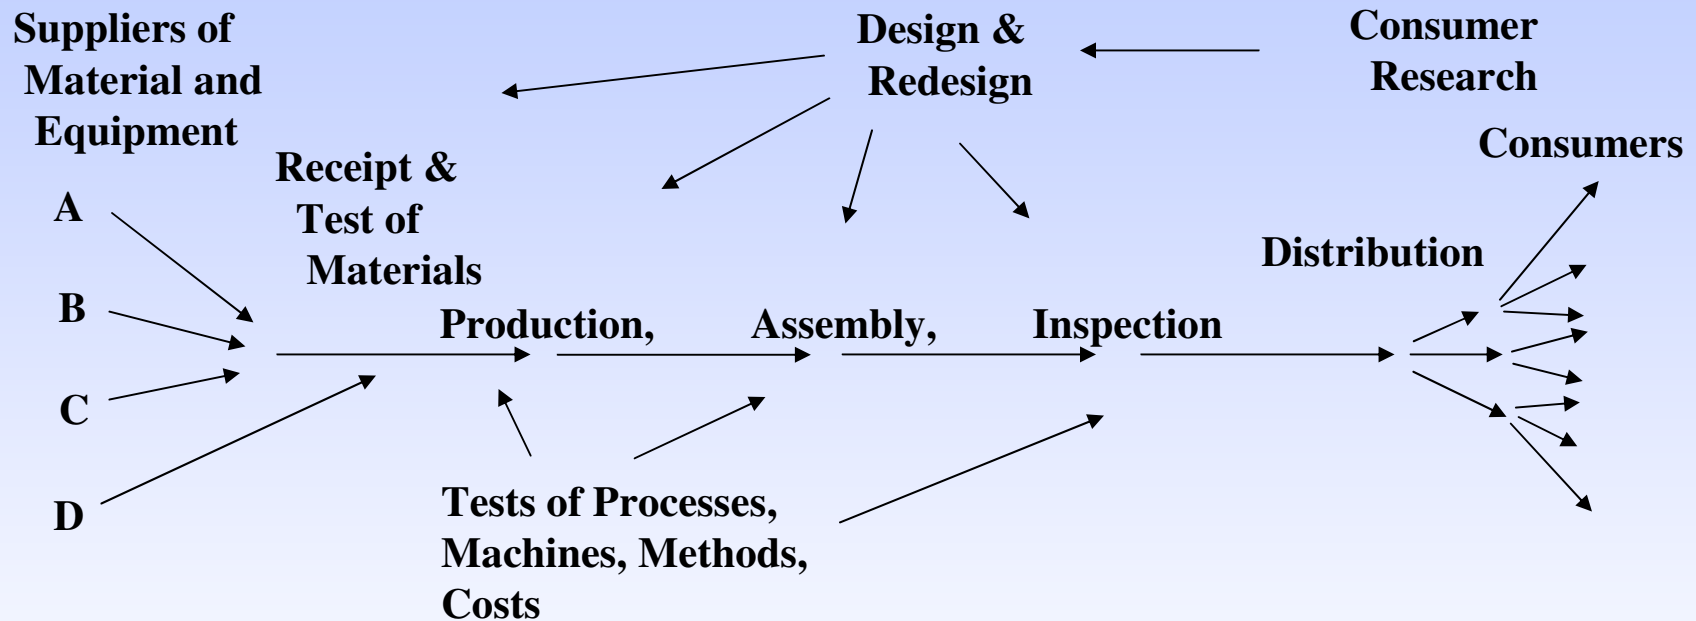 Suppliers of
Material and
Equipment
Design &
Redesign
Consumer
Research
Consumers
Receipt &
Test of
Materials
A
B
C
D
Distribution
Production, Assembly, Inspection
Tests of Processes,
Machines, Methods,
Costs